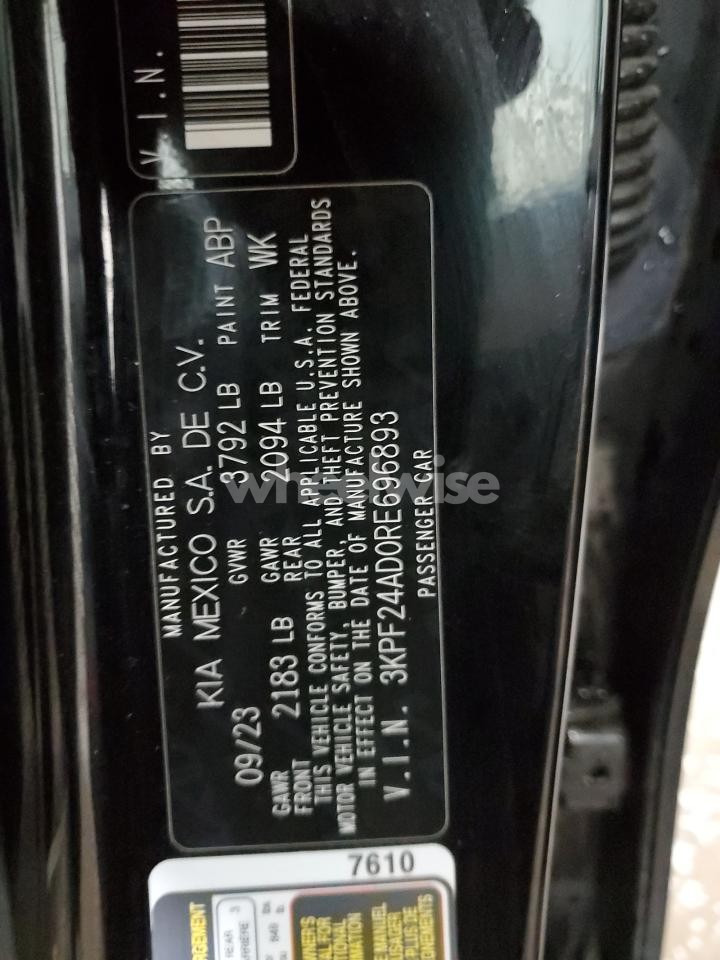 V.I.N.
MANUFACTURED BY
KIA MEXICO S.A. DE C.V.
09/23 GVWR 3792 LB PAINT ABP
GAWR FRONT 2183 LB GAWR REAR 2094 LB TRIM WK
THIS VEHICLE CONFORMS TO ALL APPLICABLE U.S.A. FEDERAL
MOTOR VEHICLE SAFETY, BUMPER, AND THEFT PREVENTION STANDARDS
IN EFFECT ON THE DATE OF MANUFACTURE SHOWN ABOVE.
V.I.N. 3KPF24AD0RE696893
PASSENGER CAR
wheelwise
7610
REAR